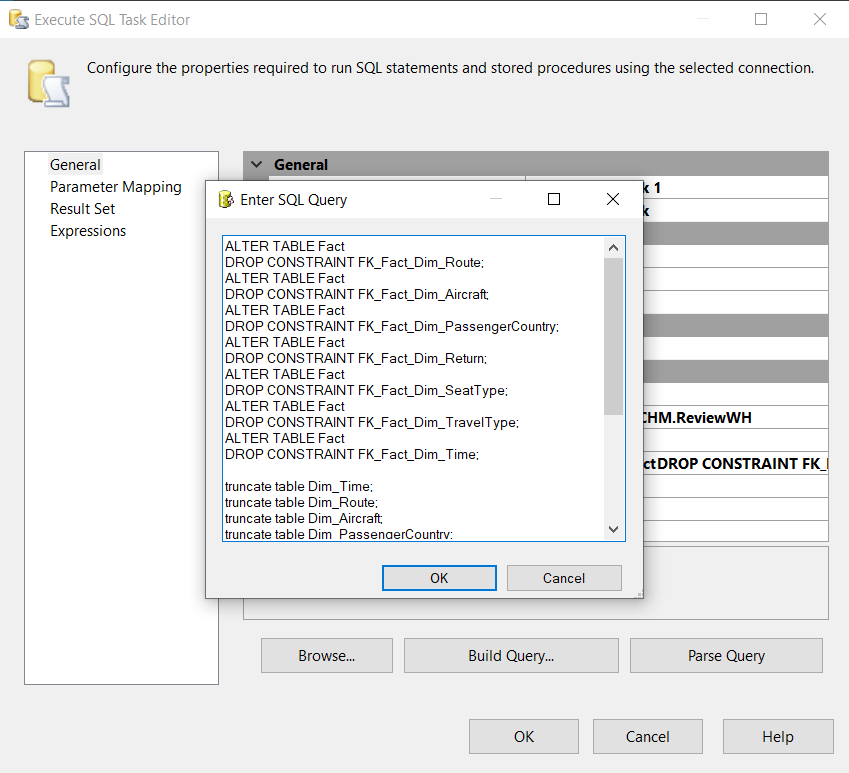 Execute SQL Task Editor
Configure the properties required to run SQL statements and stored procedures using the selected connection.
General
Parameter Mapping
Result Set
Expressions
General
k 1
k
CHM.ReviewWH
ctDROP CONSTRAINT FK_
Enter SQL Query
ALTER TABLE Fact
DROP CONSTRAINT FK_Fact_Dim_Route;
ALTER TABLE Fact
DROP CONSTRAINT FK_Fact_Dim_Aircraft;
ALTER TABLE Fact
DROP CONSTRAINT FK_Fact_Dim_PassengerCountry;
ALTER TABLE Fact
DROP CONSTRAINT FK_Fact_Dim_Return;
ALTER TABLE Fact
DROP CONSTRAINT FK_Fact_Dim_SeatType;
ALTER TABLE Fact
DROP CONSTRAINT FK_Fact_Dim_TravelType;
ALTER TABLE Fact
DROP CONSTRAINT FK_Fact_Dim_Time;
truncate table Dim_Time;
truncate table Dim_Route;
truncate table Dim_Aircraft;
truncate table Dim_PassengerCountry;
OK
Cancel
Browse...
Build Query...
Parse Query
OK
Cancel
Help